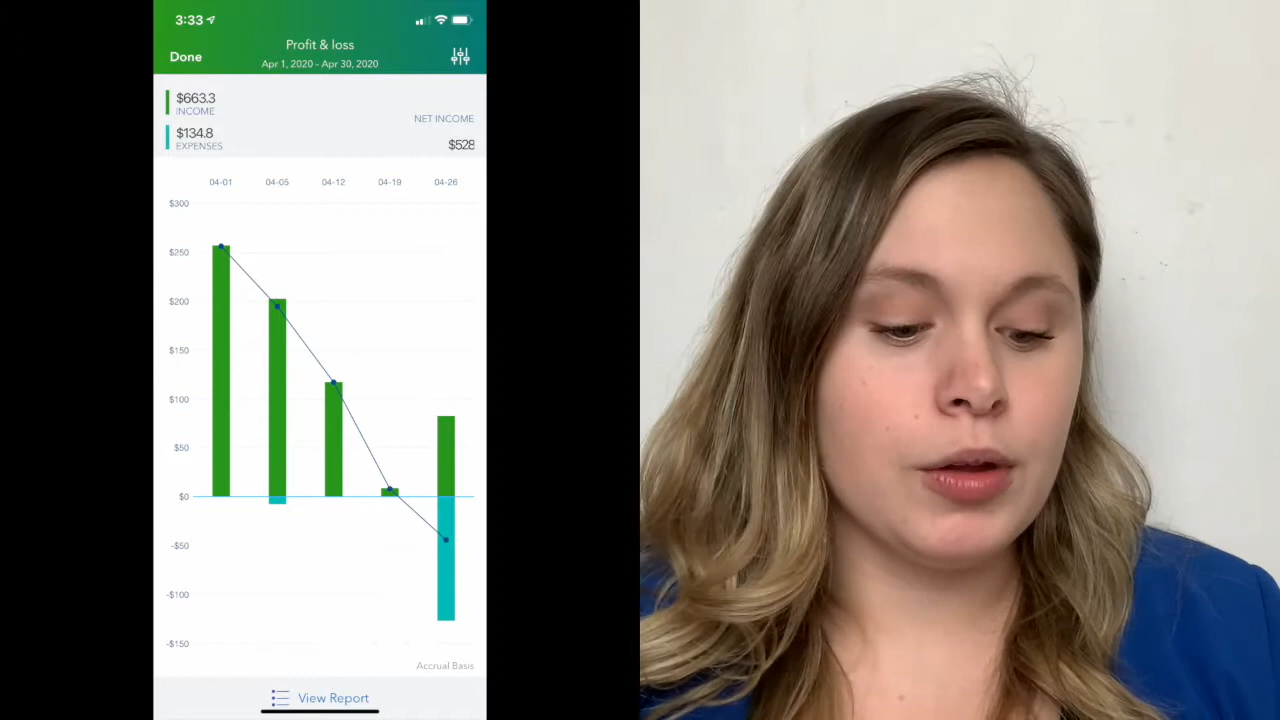 3:33
Done
Profit & loss
Apr 1, 2020 - Apr 30, 2020
$663.3
INCOME
$134.8
EXPENSES
NET INCOME
$528
04-01 04-05 04-12 04-19 04-26
$300
$250
$200
$150
$100
$50
$0
-$50
-$100
-$150
Accrual Basis
View Report